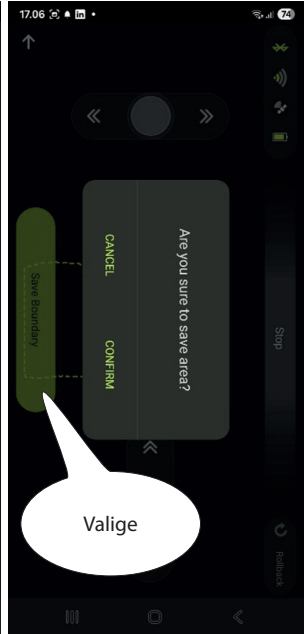 17.06
74
Stop
Are you sure to save area?
CANCEL
CONFIRM
Save Boundary
Rollback
Valige